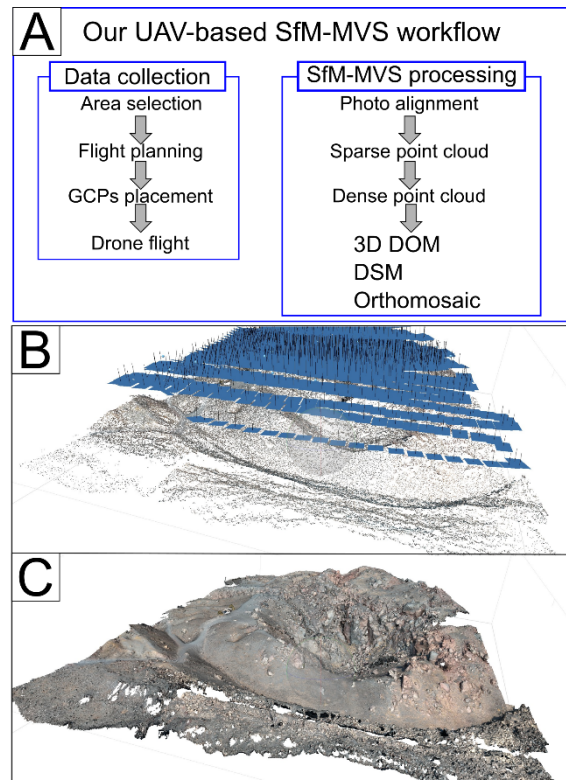 A
Our UAV-based SfM-MVS workflow
Data collection
Area selection
Flight planning
GCPs placement
Drone flight
SfM-MVS processing
Photo alignment
Sparse point cloud
Dense point cloud
3D DOM
DSM
Orthomosaic
B
C